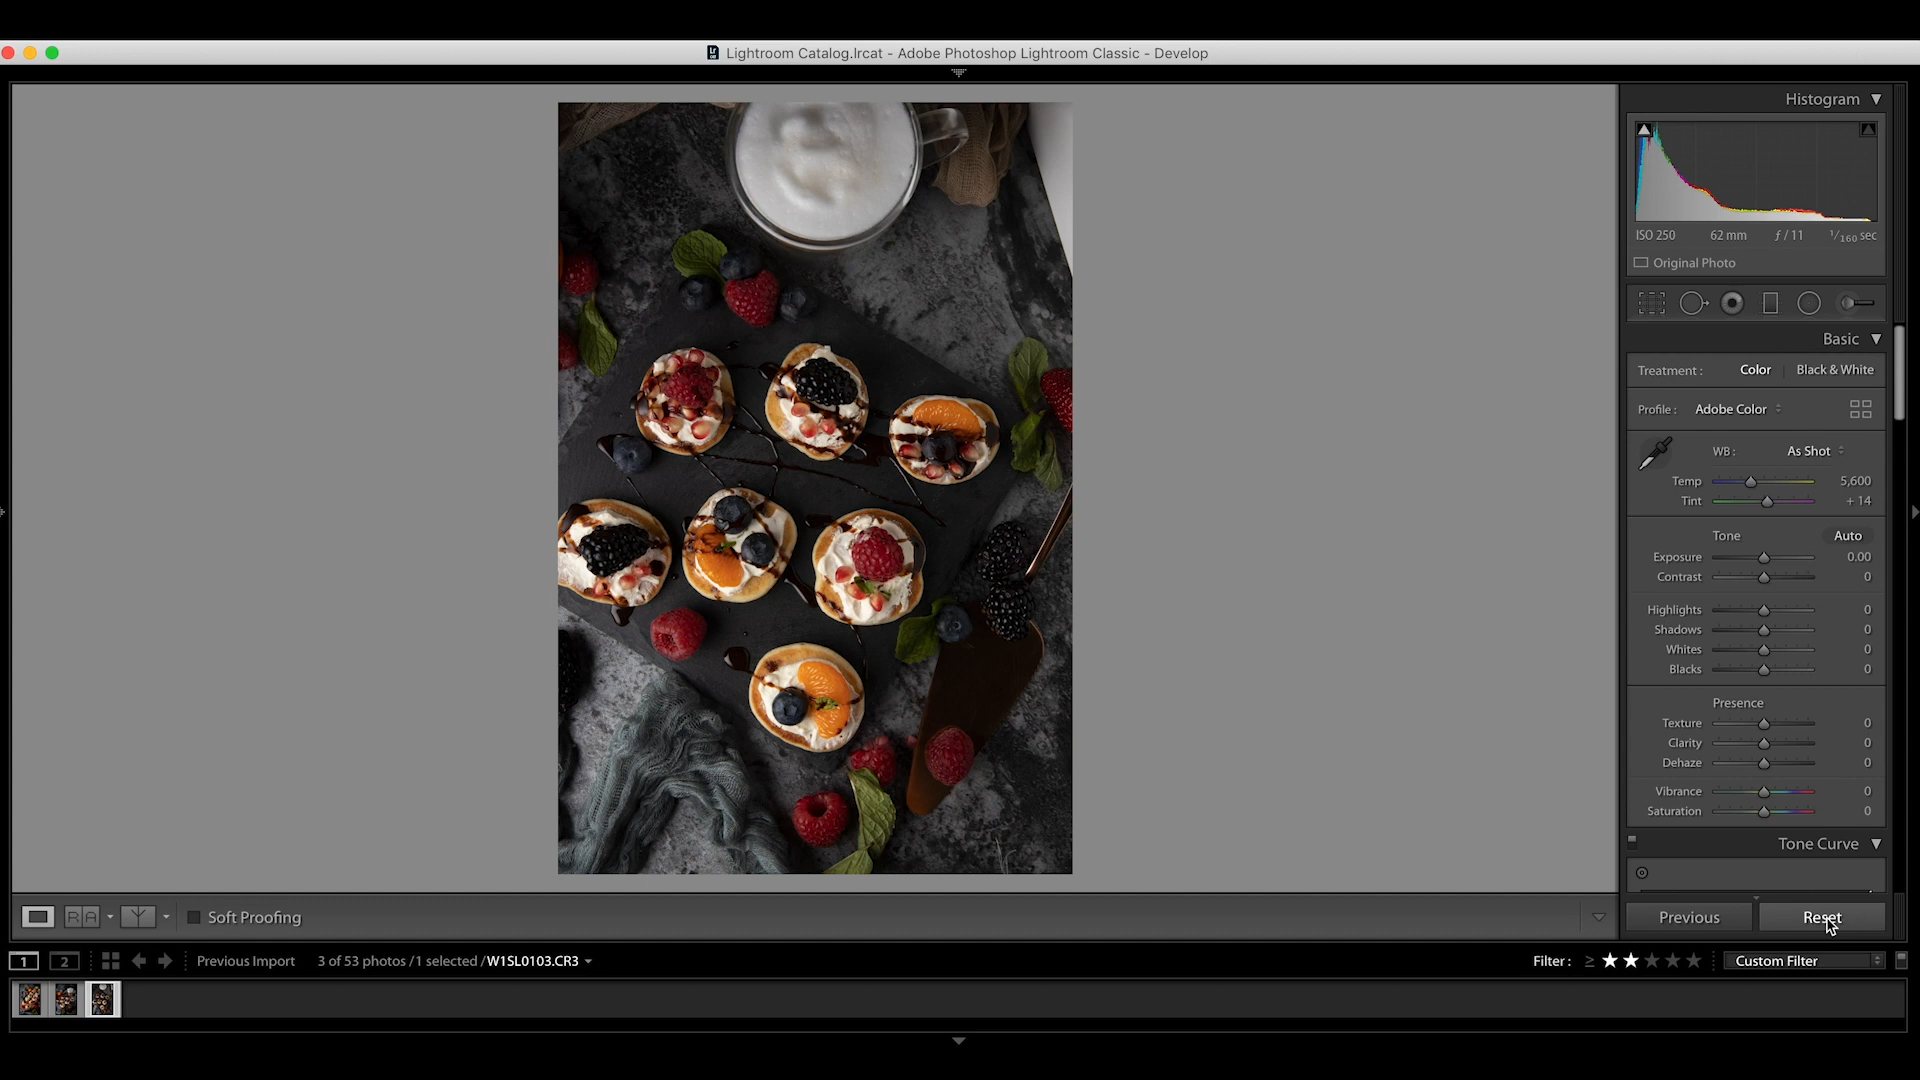 Lightroom Catalog.lrcat - Adobe Photoshop Lightroom Classic - Develop
Histogram
ISO 250 62 mm ƒ / 11 1/160 sec
Original Photo
Basic
Treatment : Color Black & White
Profile : Adobe Color
WB : As Shot
Temp 5,600
Tint + 14
Tone Auto
Exposure 0.00
Contrast 0
Highlights 0
Shadows 0
Whites 0
Blacks 0
Presence
Texture 0
Clarity 0
Dehaze 0
Vibrance 0
Saturation 0
Tone Curve
R A Y Soft Proofing
Previous Reset
1 2 Previous Import 3 of 53 photos / 1 selected / W1SL0103.CR3 Filter : ≥ ★★★★★ Custom Filter